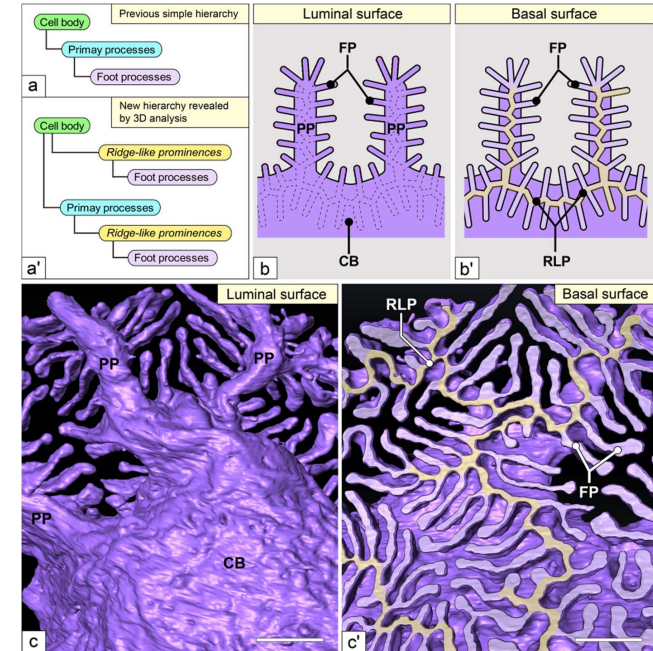 Previous simple hierarchy
Cell body
Primay processes
Foot processes
a
New hierarchy revealed
by 3D analysis
Cell body
Ridge-like prominences
Foot processes
Primay processes
Ridge-like prominences
Foot processes
a'
Luminal surface
FP
PP PP
CB
b
Basal surface
FP
RLP
b'
Luminal surface
PP PP
PP
CB
c
Basal surface
RLP
FP
c'